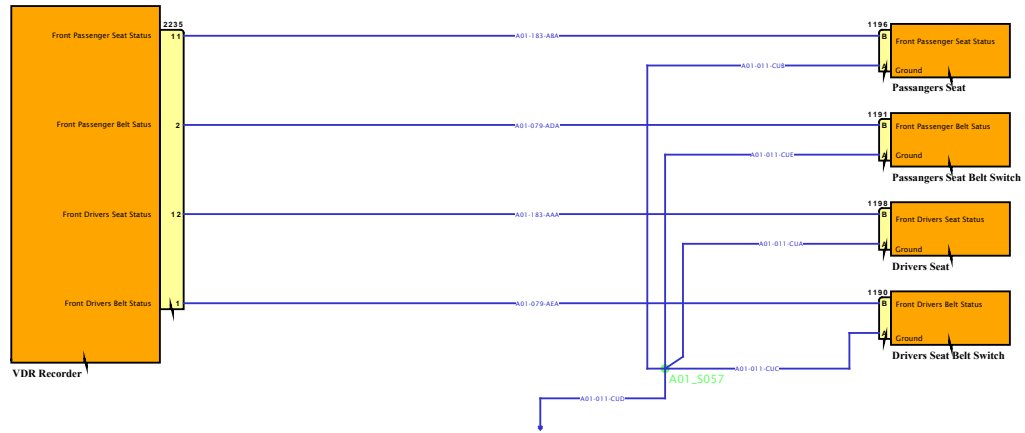 2235
1196
Front Passenger Seat Status
11
A01-183-ABA
B
Front Passenger Seat Status
A01-011-CUB
A
Ground
Passangers Seat
1191
Front Passenger Belt Satus
2
A01-079-ADA
B
Front Passenger Belt Satus
A01-011-CUE
A
Ground
Passangers Seat Belt Switch
1198
Front Drivers Seat Status
12
A01-183-AAA
B
Front Drivers Seat Status
A01-011-CUA
A
Ground
Drivers Seat
1190
Front Drivers Belt Status
1
A01-079-AEA
B
Front Drivers Belt Status
A
Ground
Drivers Seat Belt Switch
VDR Recorder
A01-011-CUC
A01_S057
A01-011-CUD